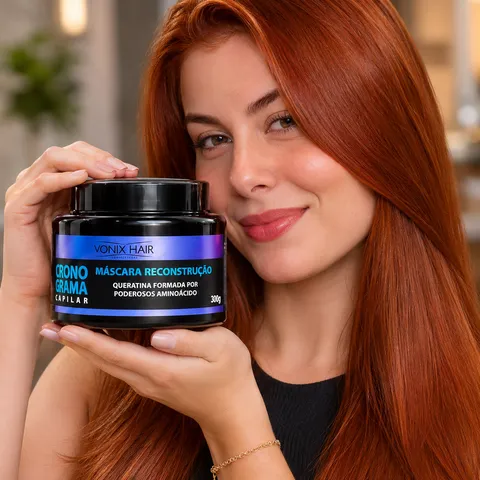 VONIX HAIR
CRONO
GRAMA
CAPILAR
MÁSCARA RECONSTRUÇÃO
QUERATINA FORMADA POR
PODEROSOS AMINOÁCIDO
300g